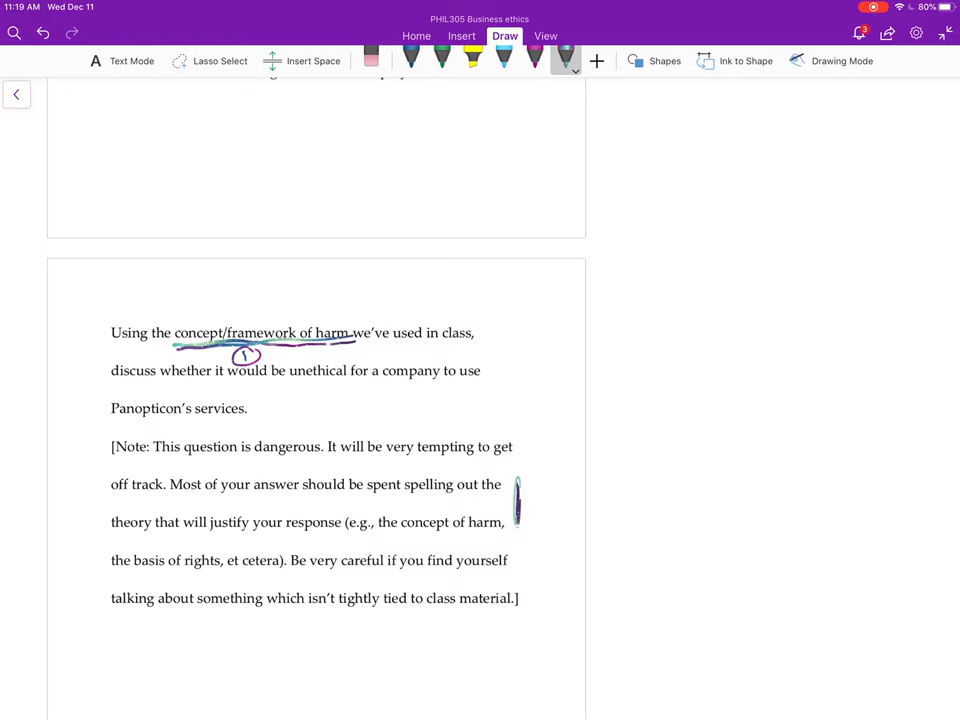 11:19 AM Wed Dec 11
80%
PHIL305 Business ethics
Home Insert Draw View
3
A Text Mode Lasso Select Insert Space Shapes Ink to Shape Drawing Mode
Using the concept/framework of harm we've used in class,
1
discuss whether it would be unethical for a company to use
Panopticon's services.
[Note: This question is dangerous. It will be very tempting to get
off track. Most of your answer should be spent spelling out the
theory that will justify your response (e.g., the concept of harm,
the basis of rights, et cetera). Be very careful if you find yourself
talking about something which isn't tightly tied to class material.]